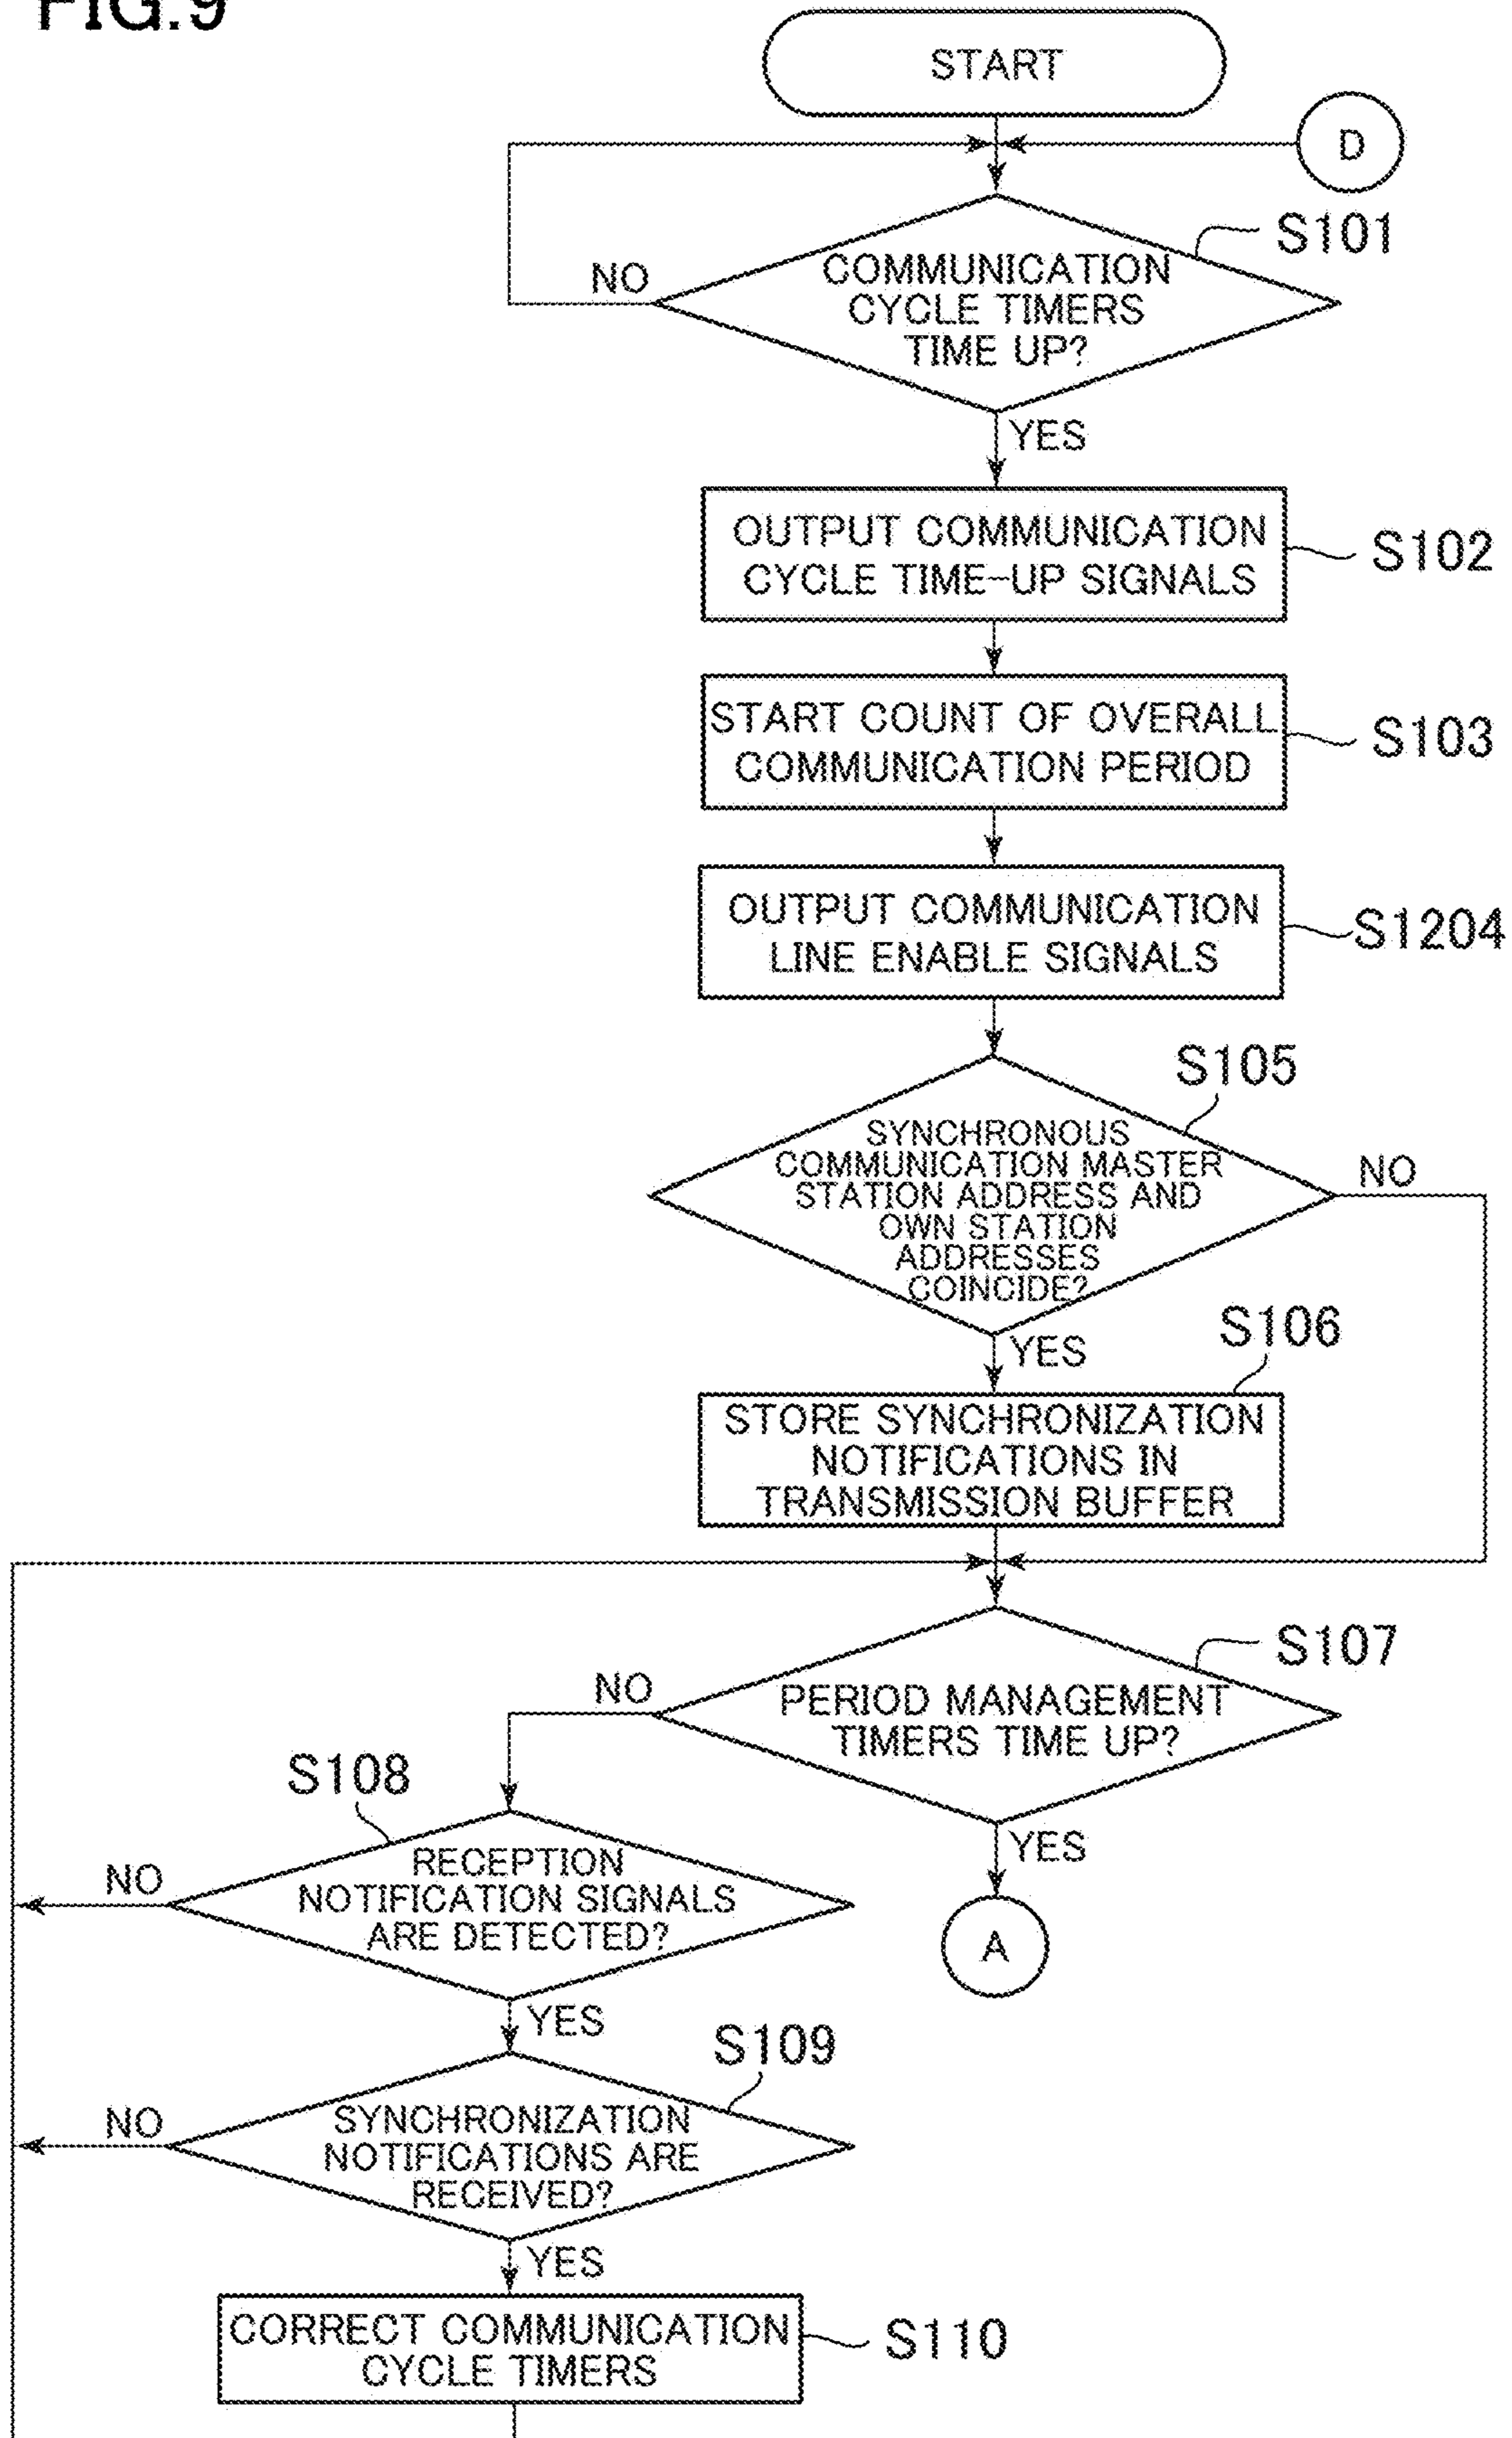 FIG.9
START
D
S101
NO
COMMUNICATION
CYCLE TIMERS
TIME UP?
YES
OUTPUT COMMUNICATION
CYCLE TIME-UP SIGNALS
S102
START COUNT OF OVERALL
COMMUNICATION PERIOD
S103
OUTPUT COMMUNICATION
LINE ENABLE SIGNALS
S1204
S105
SYNCHRONOUS
COMMUNICATION MASTER
STATION ADDRESS AND
OWN STATION
ADDRESSES
COINCIDE?
NO
YES
S106
STORE SYNCHRONIZATION
NOTIFICATIONS IN
TRANSMISSION BUFFER
S107
NO
PERIOD MANAGEMENT
TIMERS TIME UP?
YES
A
S108
NO
RECEPTION
NOTIFICATION SIGNALS
ARE DETECTED?
YES
S109
NO
SYNCHRONIZATION
NOTIFICATIONS ARE
RECEIVED?
YES
CORRECT COMMUNICATION
CYCLE TIMERS
S110